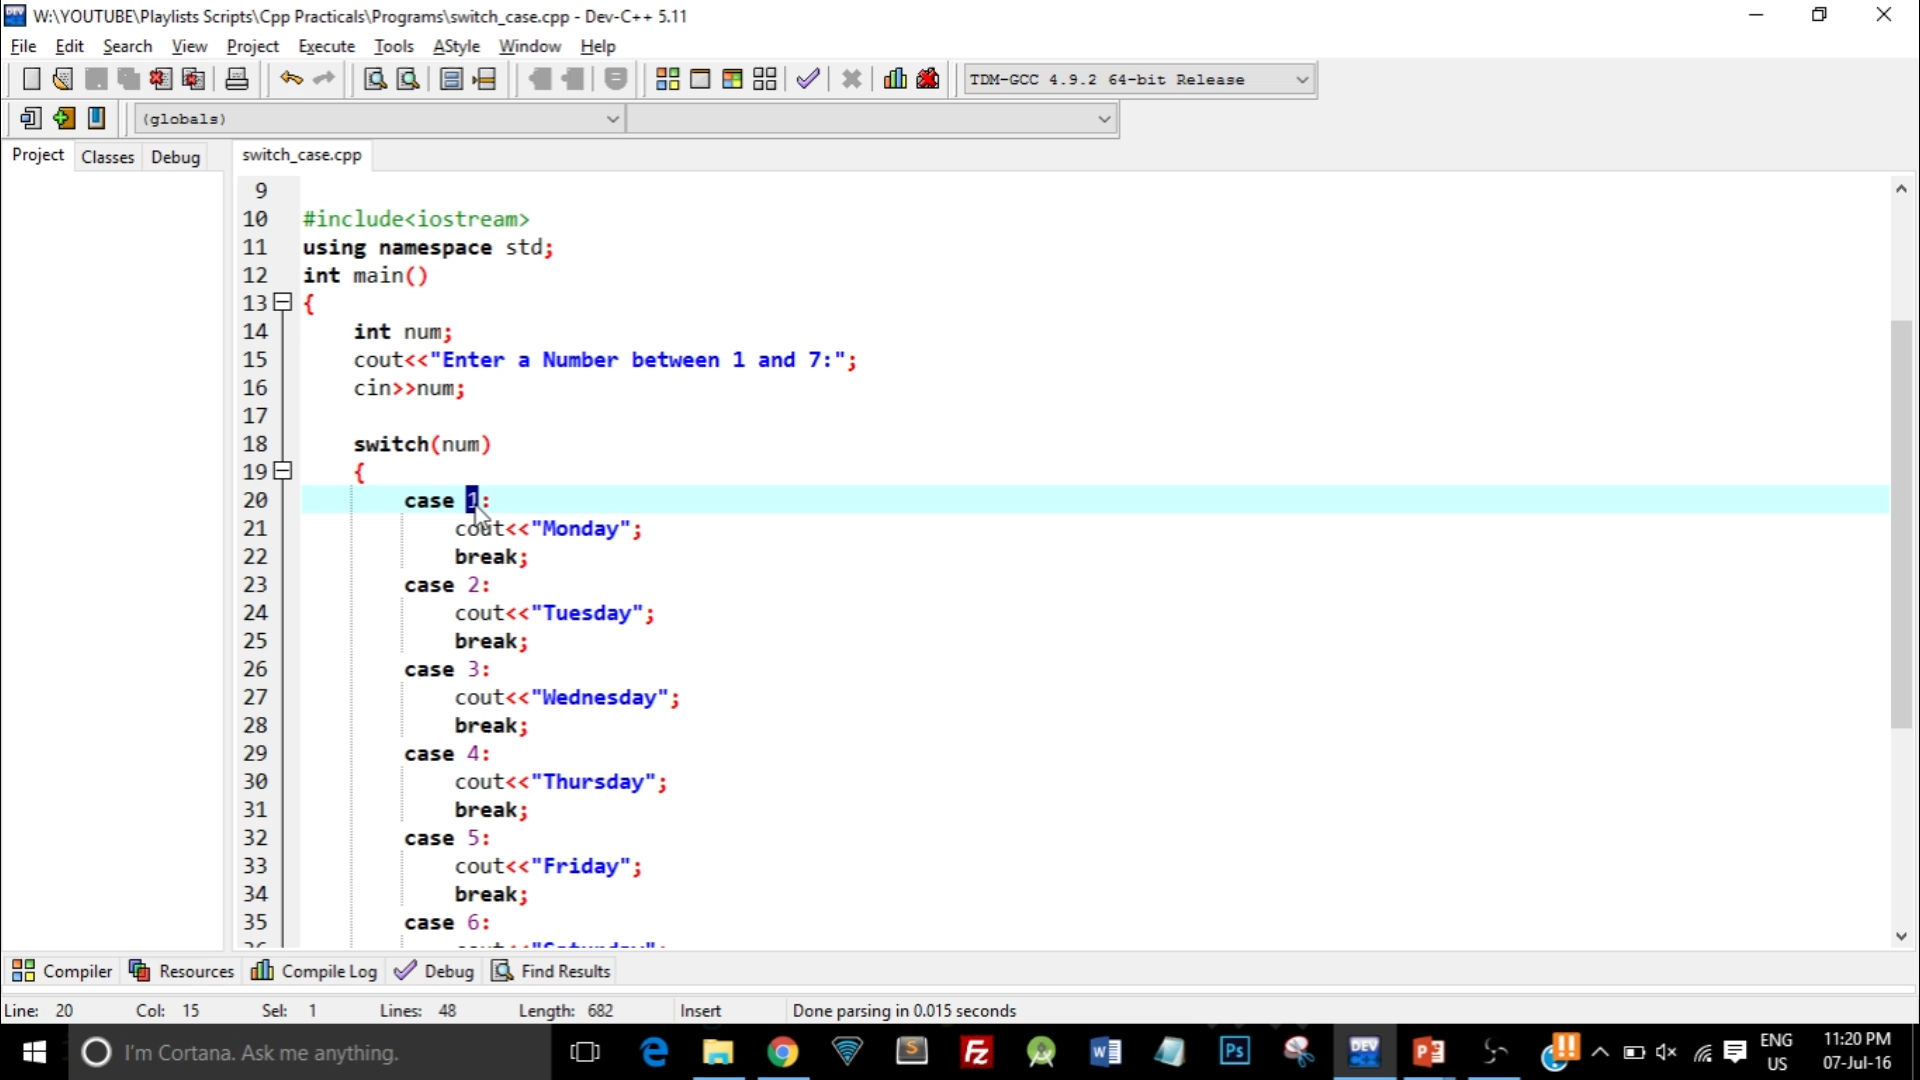 W:\YOUTUBE\Playlists Scripts\Cpp Practicals\Programs\switch_case.cpp - Dev-C++ 5.11
File Edit Search View Project Execute Tools AStyle Window Help
TDM-GCC 4.9.2 64-bit Release
(globals)
Project Classes Debug switch_case.cpp
9
10 #include<iostream>
11 using namespace std;
12 int main()
13 {
14 int num;
15 cout<<"Enter a Number between 1 and 7:";
16 cin>>num;
17
18 switch(num)
19 {
20 case 1:
21 cout<<"Monday";
22 break;
23 case 2:
24 cout<<"Tuesday";
25 break;
26 case 3:
27 cout<<"Wednesday";
28 break;
29 case 4:
30 cout<<"Thursday";
31 break;
32 case 5:
33 cout<<"Friday";
34 break;
35 case 6:
36 cout<<"Saturday";
Compiler Resources Compile Log Debug Find Results
Line: 20 Col: 15 Sel: 1 Lines: 48 Length: 682 Insert Done parsing in 0.015 seconds
I'm Cortana. Ask me anything.
ENG 11:20 PM
US 07-Jul-16